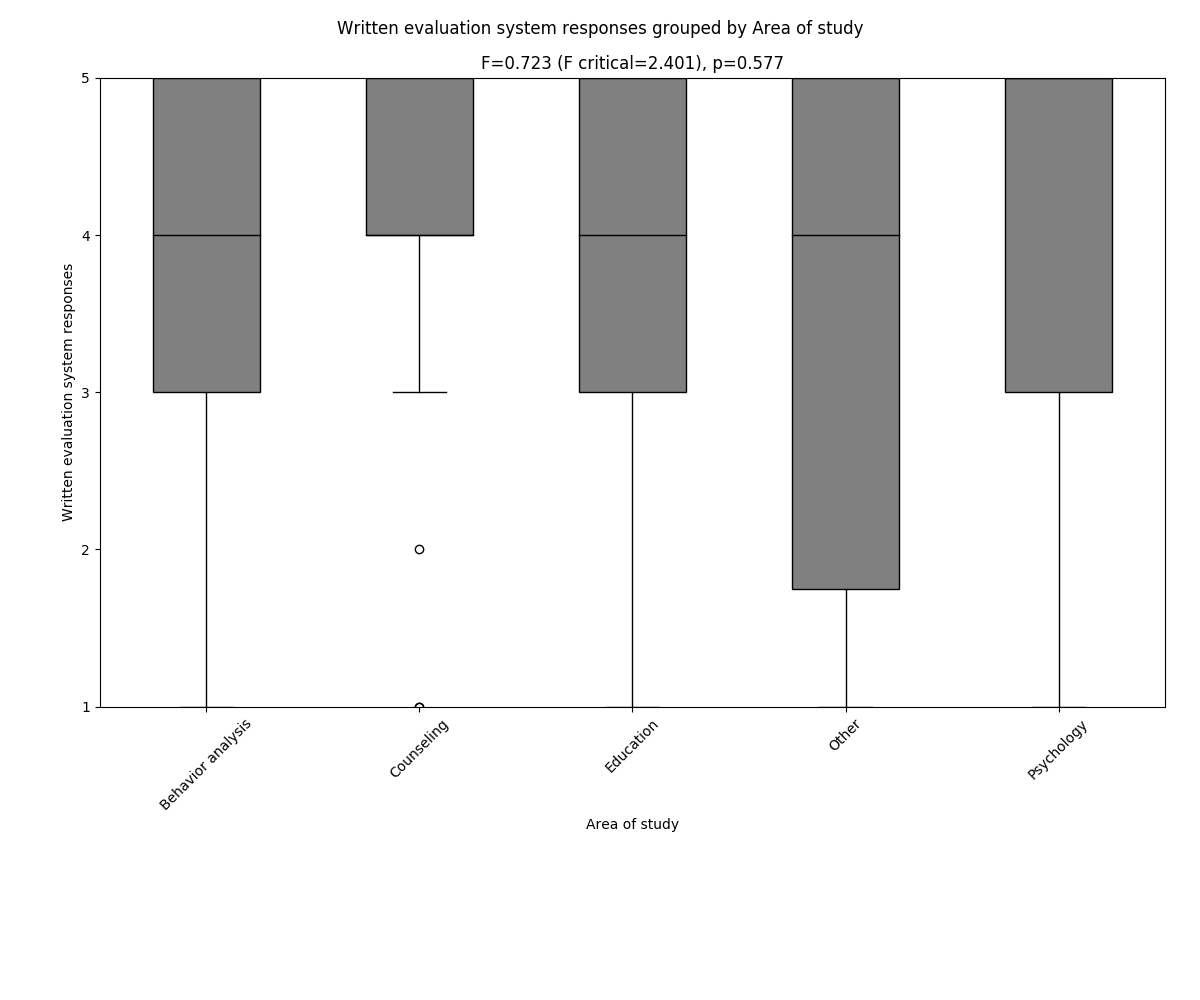 Written evaluation system responses grouped by Area of study
F=0.723 (F critical=2.401), p=0.577
Written evaluation system responses
5
4
3
2
1
Behavior analysis
Counseling
Education
Other
Psychology
Area of study